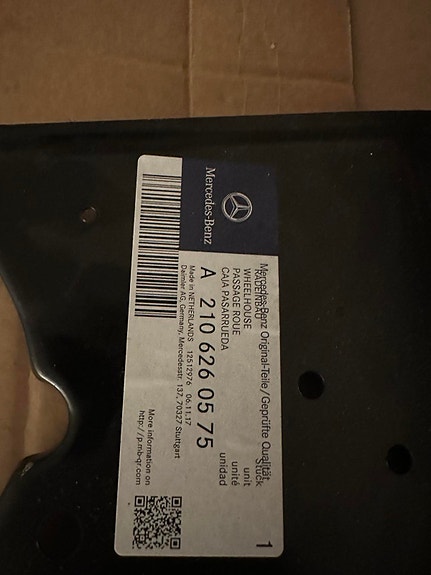 Mercedes-Benz
Mercedes-Benz Original-Teile/Geprüfte Qualität
RADEINBAU Stück 1
WHEELHOUSE unit
PASSAGE ROUE unité
CAJA PASARRUEDA unidad
A 210 626 05 75
Made in NETHERLANDS 12512976 06.11.17
Daimler AG, Germany, Mercedesstr. 137, 70327 Stuttgart
More information on
http://p.mb-qr.com